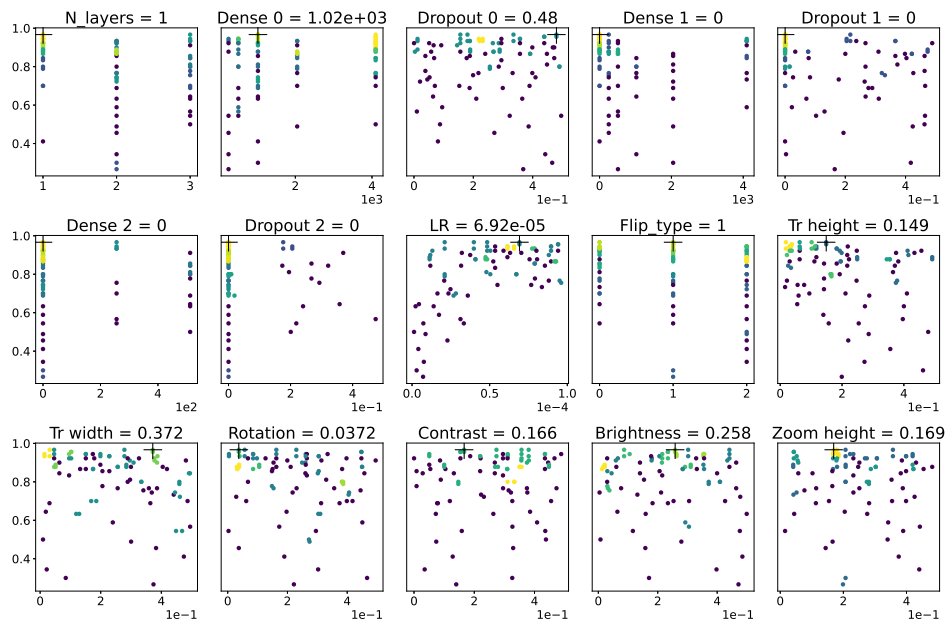 N_layers = 1 Dense 0 = 1.02e+03 Dropout 0 = 0.48 Dense 1 = 0 Dropout 1 = 0
1.0
0.8
0.6
0.4
1 2 3 0 2 4 0 2 4 0 2 4 0 2 4
1e3 1e-1 1e3 1e-1
Dense 2 = 0 Dropout 2 = 0 LR = 6.92e-05 Flip_type = 1 Tr height = 0.149
1.0
0.8
0.6
0.4
0 2 4 0 2 4 0.0 0.5 1.0 0 1 2 0 2 4
1e2 1e-1 1e-4 1e-1
Tr width = 0.372 Rotation = 0.0372 Contrast = 0.166 Brightness = 0.258 Zoom height = 0.169
1.0
0.8
0.6
0.4
0 2 4 0 2 4 0 2 4 0 2 4 0 2 4
1e-1 1e-1 1e-1 1e-1 1e-1